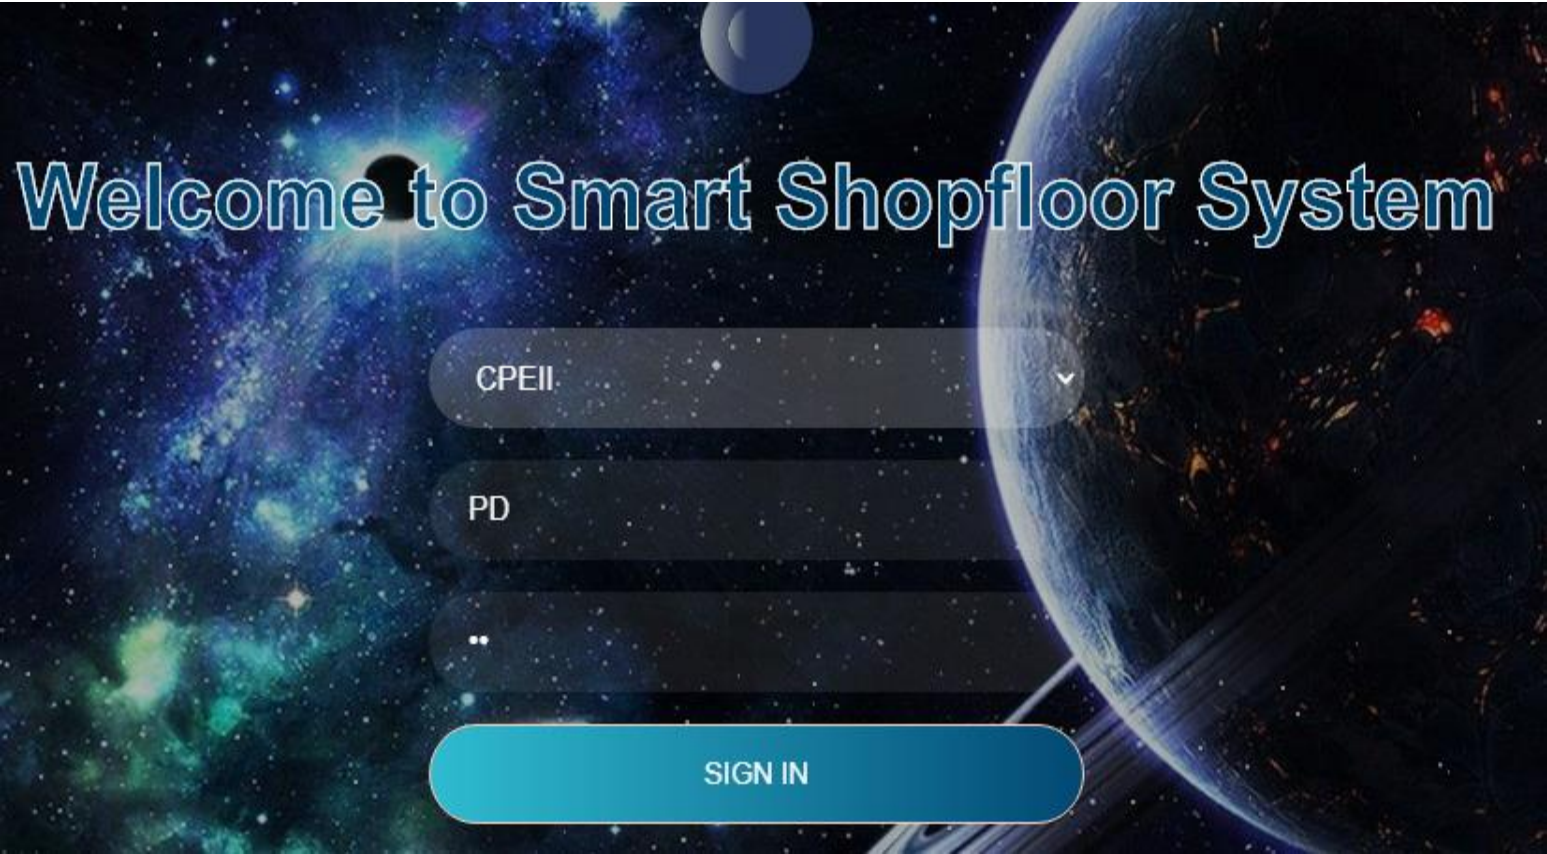 Welcome to Smart Shopfloor System
CPEII
PD
••
SIGN IN